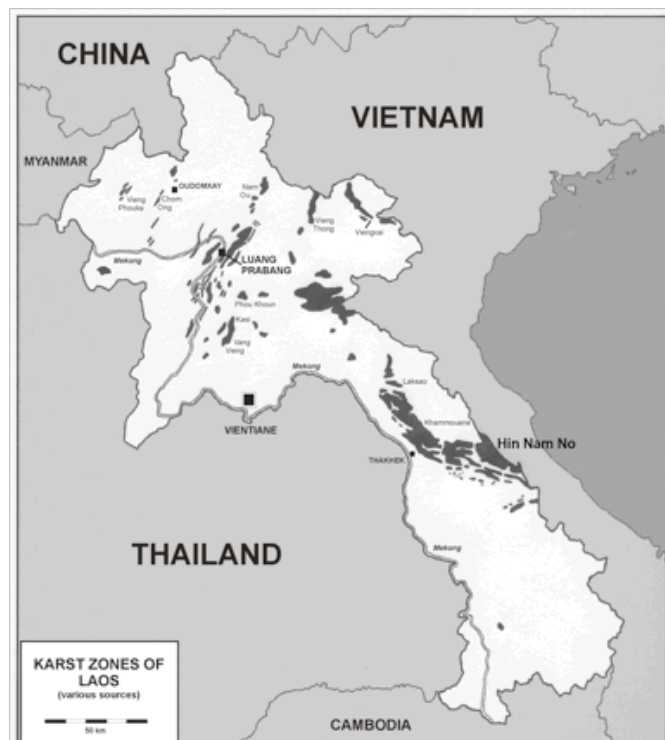 CHINA
VIETNAM
MYANMAR
OUDOMXAY
Vieng
Phouka
Chom
Ong
Nam
Ou
Vieng
Thong
Viengxai
Mekong
LUANG
PRABANG
Phou Khoun
Kasi
Vang
Vieng
Mekong
Laksao
VIENTIANE
Khammouane
Hin Nam No
THAKHEK
THAILAND
Mekong
KARST ZONES OF
LAOS
(various sources)
50 km
CAMBODIA